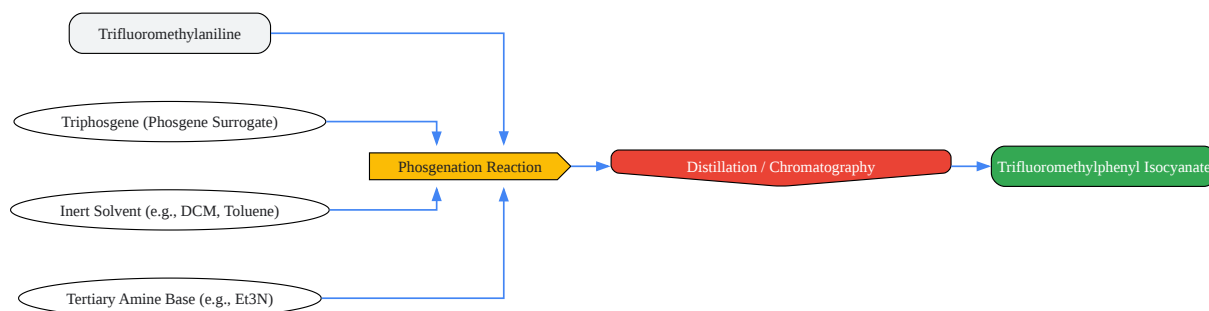 Trifluoromethylaniline
Triphosgene (Phosgene Surrogate)
Phosgenation Reaction
Distillation / Chromatography
Trifluoromethylphenyl Isocyanate
Inert Solvent (e.g., DCM, Toluene)
Tertiary Amine Base (e.g., Et3N)